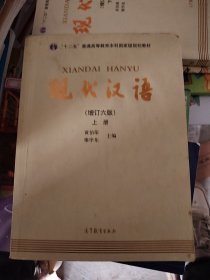 "十二五"普通高等教育本科国家级规划教材
XIANDAI HANYU
现代汉语
(增订六版)
上册
黄伯荣
廖序东 主编
高等教育出版社